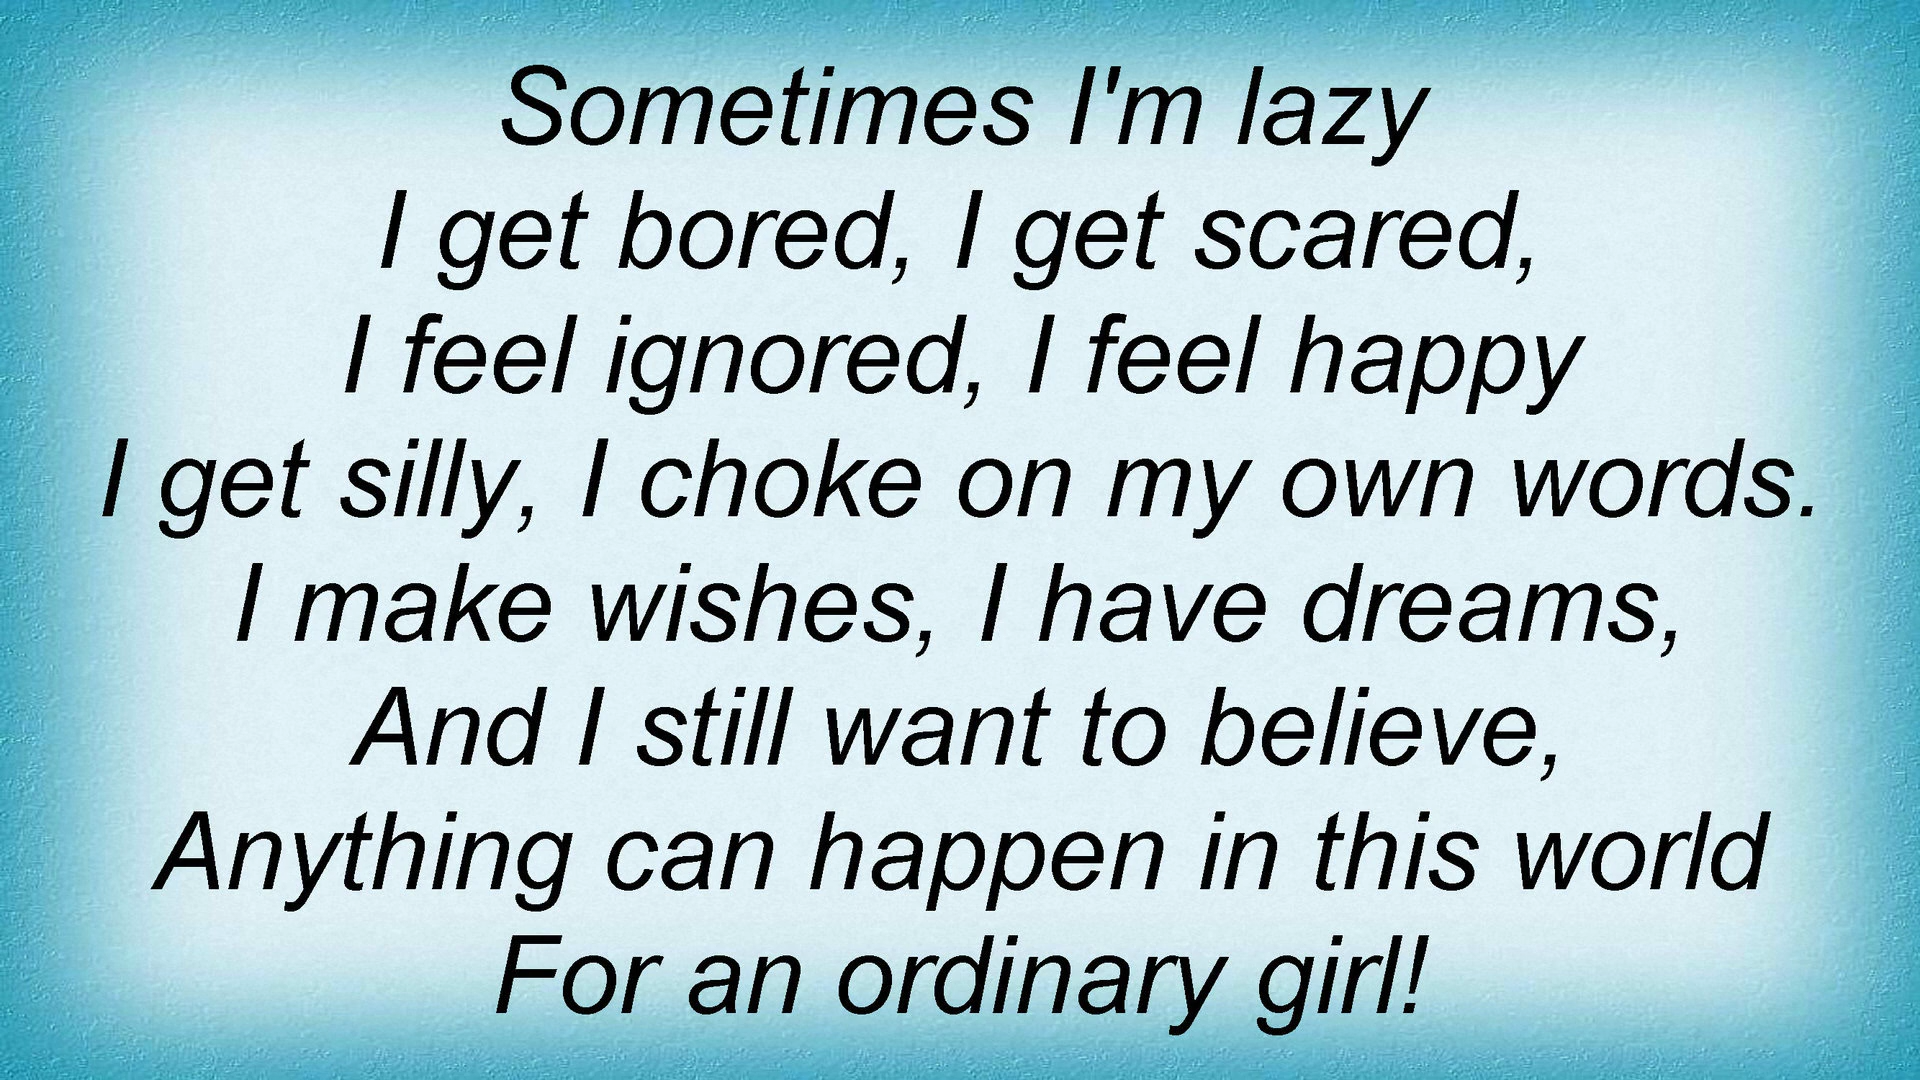 Sometimes I'm lazy
I get bored, I get scared,
I feel ignored, I feel happy
I get silly, I choke on my own words.
I make wishes, I have dreams,
And I still want to believe,
Anything can happen in this world
For an ordinary girl!